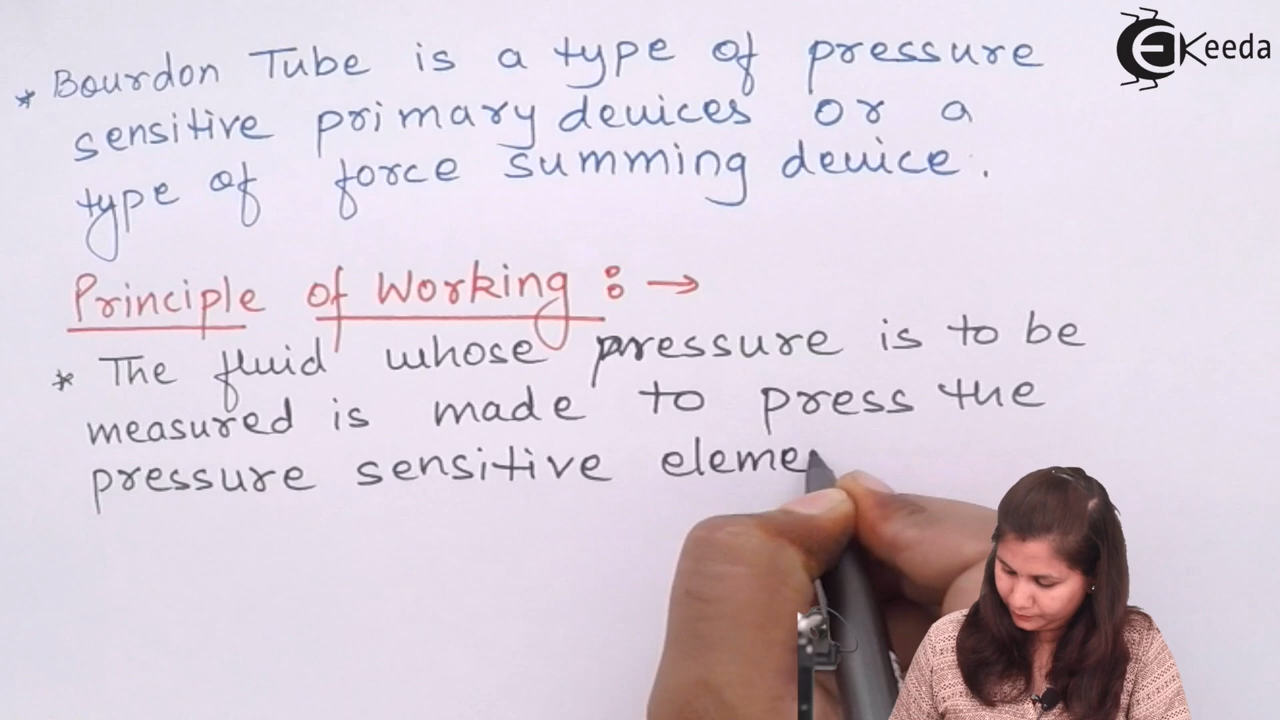 * Bourdon Tube is a type of pressure
sensitive primary devices or a
type of force summing device.
Principle of Working : →
* The fluid whose pressure is to be
measured is made to press the
pressure sensitive eleme
EKeeda